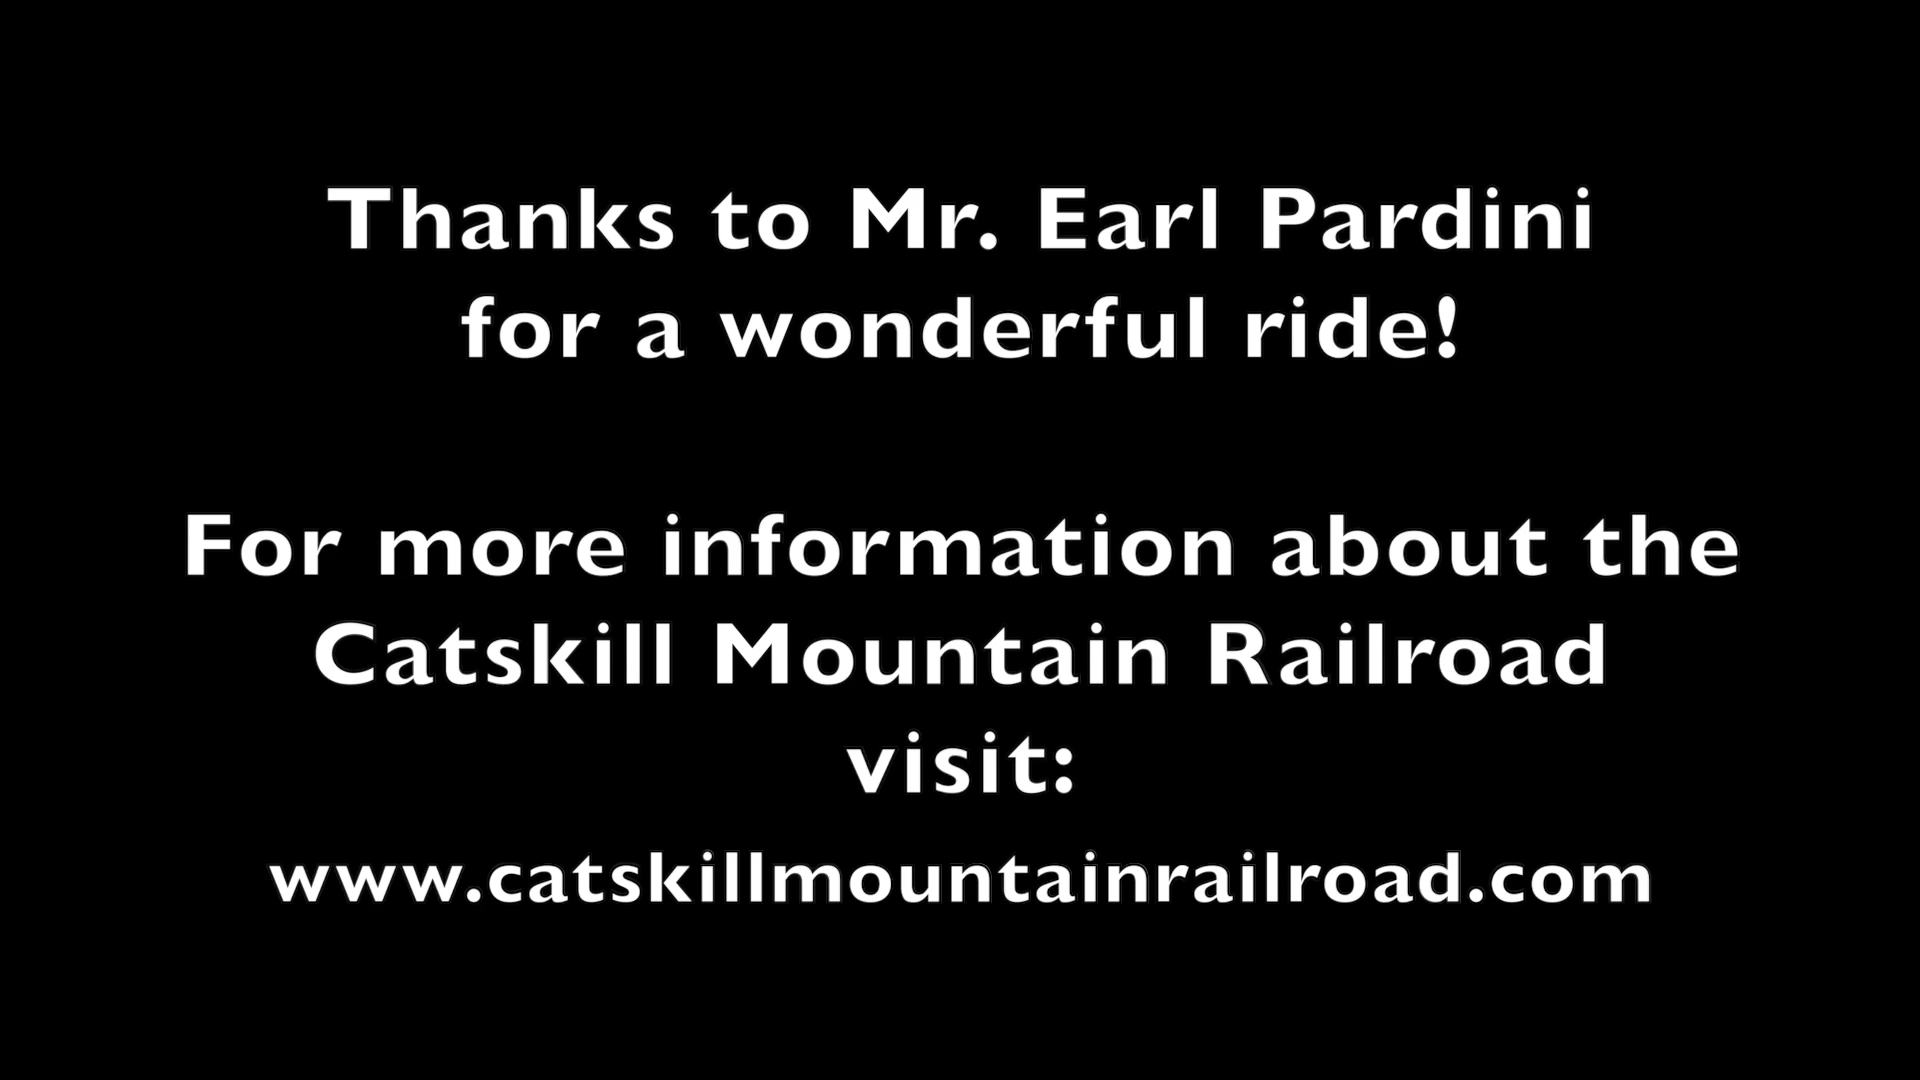 Thanks to Mr. Earl Pardini
for a wonderful ride!
For more information about the
Catskill Mountain Railroad
visit:
www.catskillmountainrailroad.com